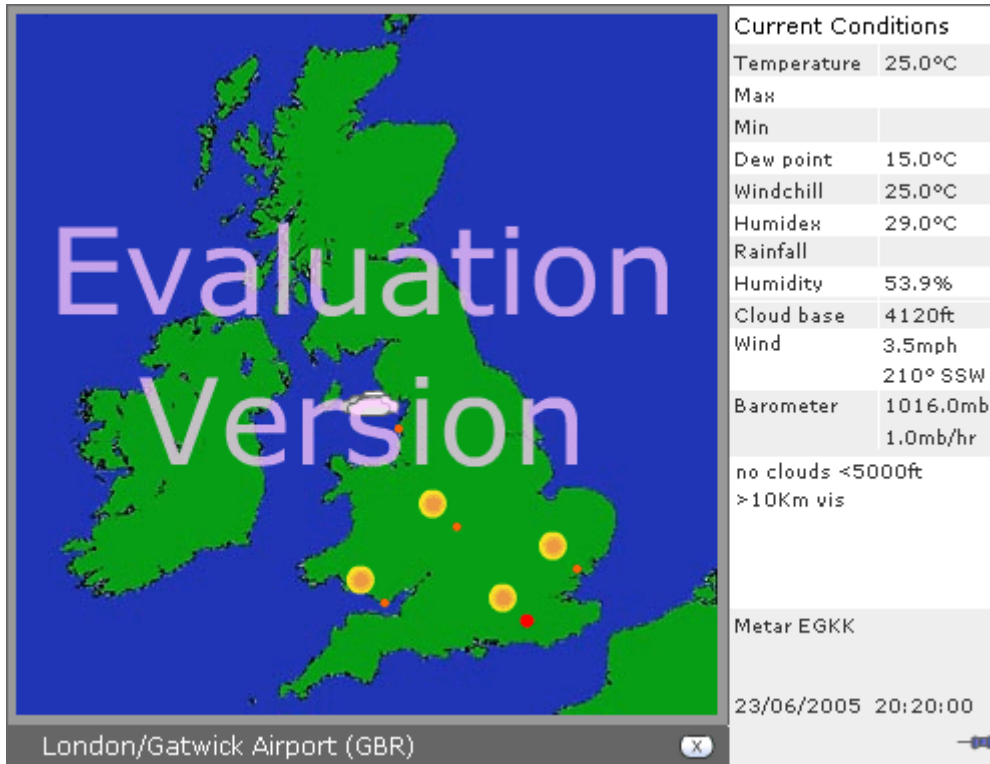 Evaluation
Version
London/Gatwick Airport (GBR) X
Current Conditions
Temperature 25.0°C
Max
Min
Dew point 15.0°C
Windchill 25.0°C
Humidex 29.0°C
Rainfall
Humidity 53.9%
Cloud base 4120ft
Wind 3.5mph
210° SSW
Barometer 1016.0mb
1.0mb/hr
no clouds <5000ft
>10Km vis
Metar EGKK
23/06/2005 20:20:00